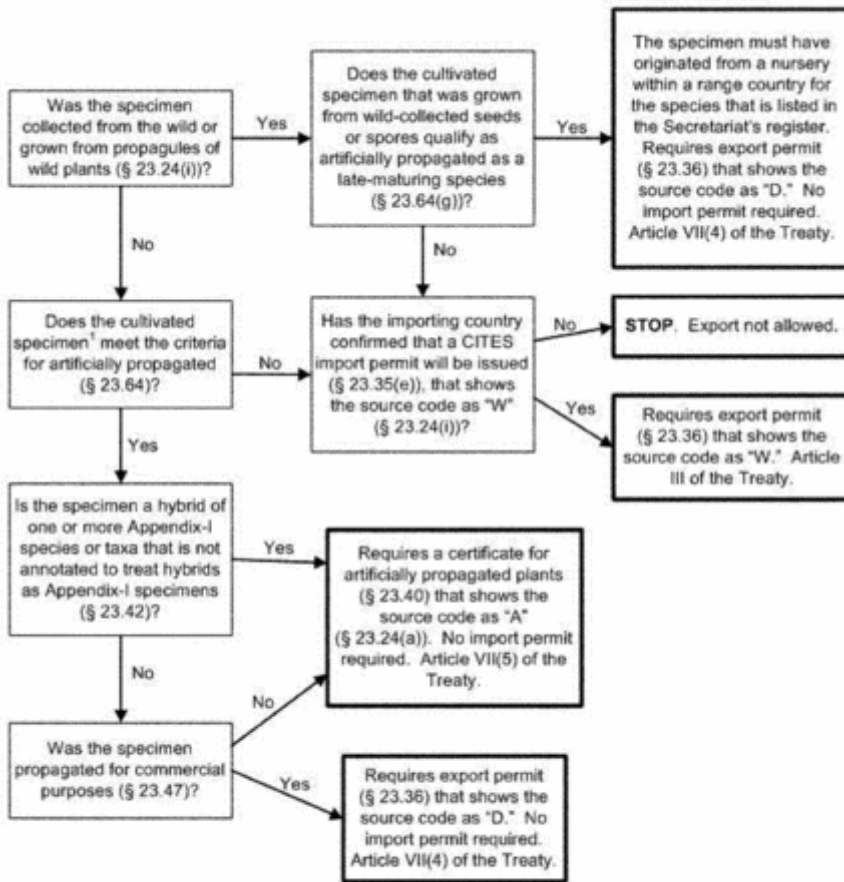 Was the specimen
collected from the wild or
grown from propagules of
wild plants (§ 23.24(i))?
Yes
Does the cultivated
specimen that was grown
from wild-collected seeds
or spores qualify as
artificially propagated as a
late-maturing species
(§ 23.64(g))?
Yes
The specimen must have
originated from a nursery
within a range country for
the species that is listed in
the Secretariat's register.
Requires export permit
(§ 23.36) that shows the
source code as "D." No
import permit required.
Article VII(4) of the Treaty.
No
No
Does the cultivated
specimen¹ meet the criteria
for artificially propagated
(§ 23.64)?
No
Has the importing country
confirmed that a CITES
import permit will be issued
(§ 23.35(e)), that shows
the source code as "W"
(§ 23.24(i))?
No
STOP. Export not allowed.
Yes
Requires export permit
(§ 23.36) that shows the
source code as "W." Article
III of the Treaty.
Yes
Is the specimen a hybrid of
one or more Appendix-I
species or taxa that is not
annotated to treat hybrids
as Appendix-I specimens
(§ 23.42)?
Yes
Requires a certificate for
artificially propagated plants
(§ 23.40) that shows the
source code as "A"
(§ 23.24(a)). No import permit
required. Article VII(5) of the
Treaty.
No
No
Was the specimen
propagated for commercial
purposes (§ 23.47)?
Yes
Requires export permit
(§ 23.36) that shows the
source code as "D." No
import permit required.
Article VII(4) of the Treaty.